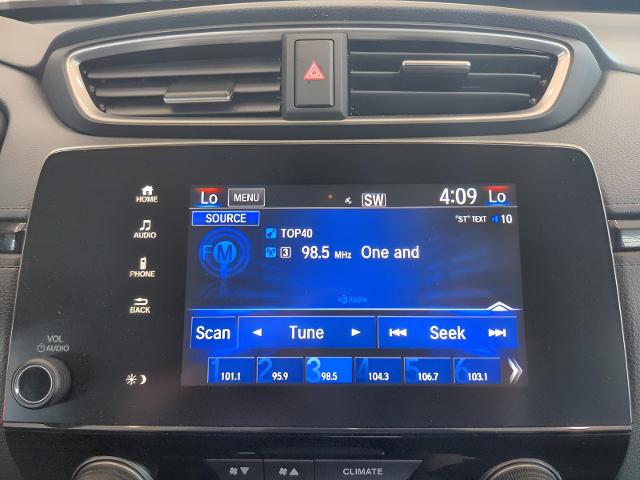 Lo MENU SW 4:09 Lo
HOME
SOURCE "ST" TEXT 10
AUDIO
FM TOP40
3 98.5 MHz One and
PHONE
BACK HD Radio
Scan Tune Seek
VOL
AUDIO
1 101.1 2 95.9 3 98.5 4 104.3 5 106.7 6 103.1
CLIMATE